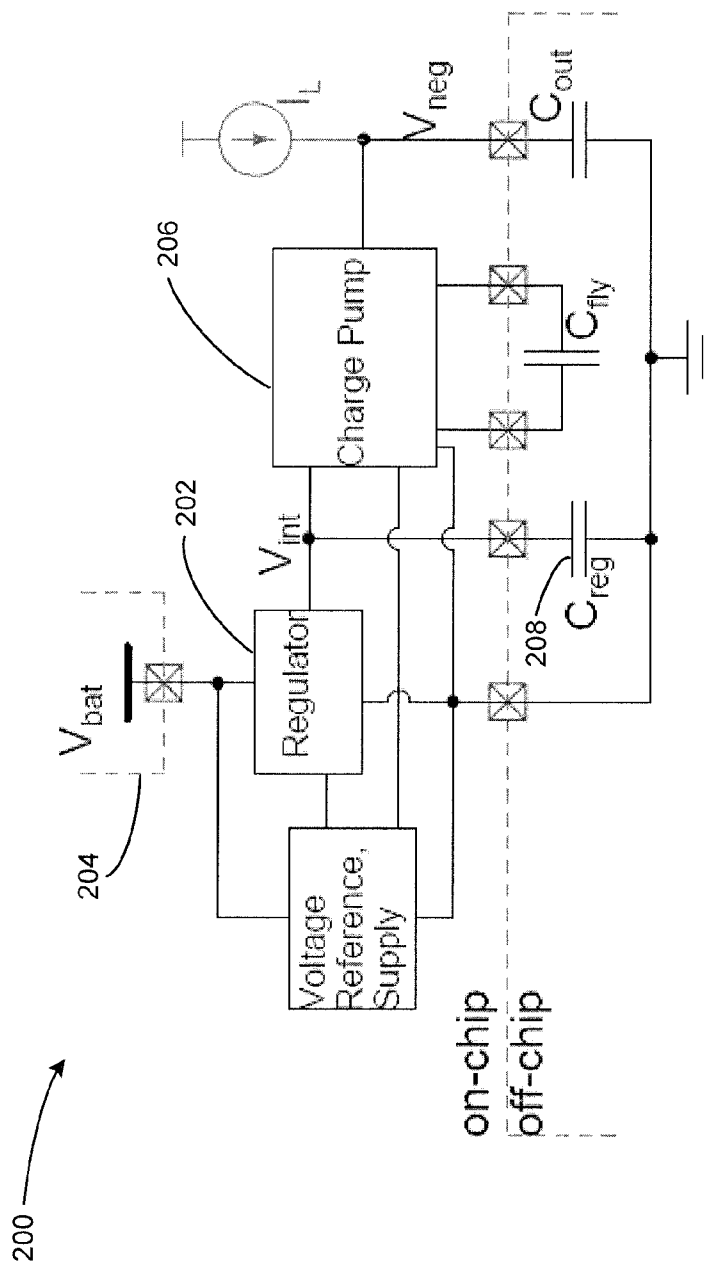 200
204
V_bat
202
206
Regulator
V_int
Charge Pump
I_L
V_neg
Voltage
Reference,
Supply
on-chip
off-chip
208
C_reg
C_fly
C_out